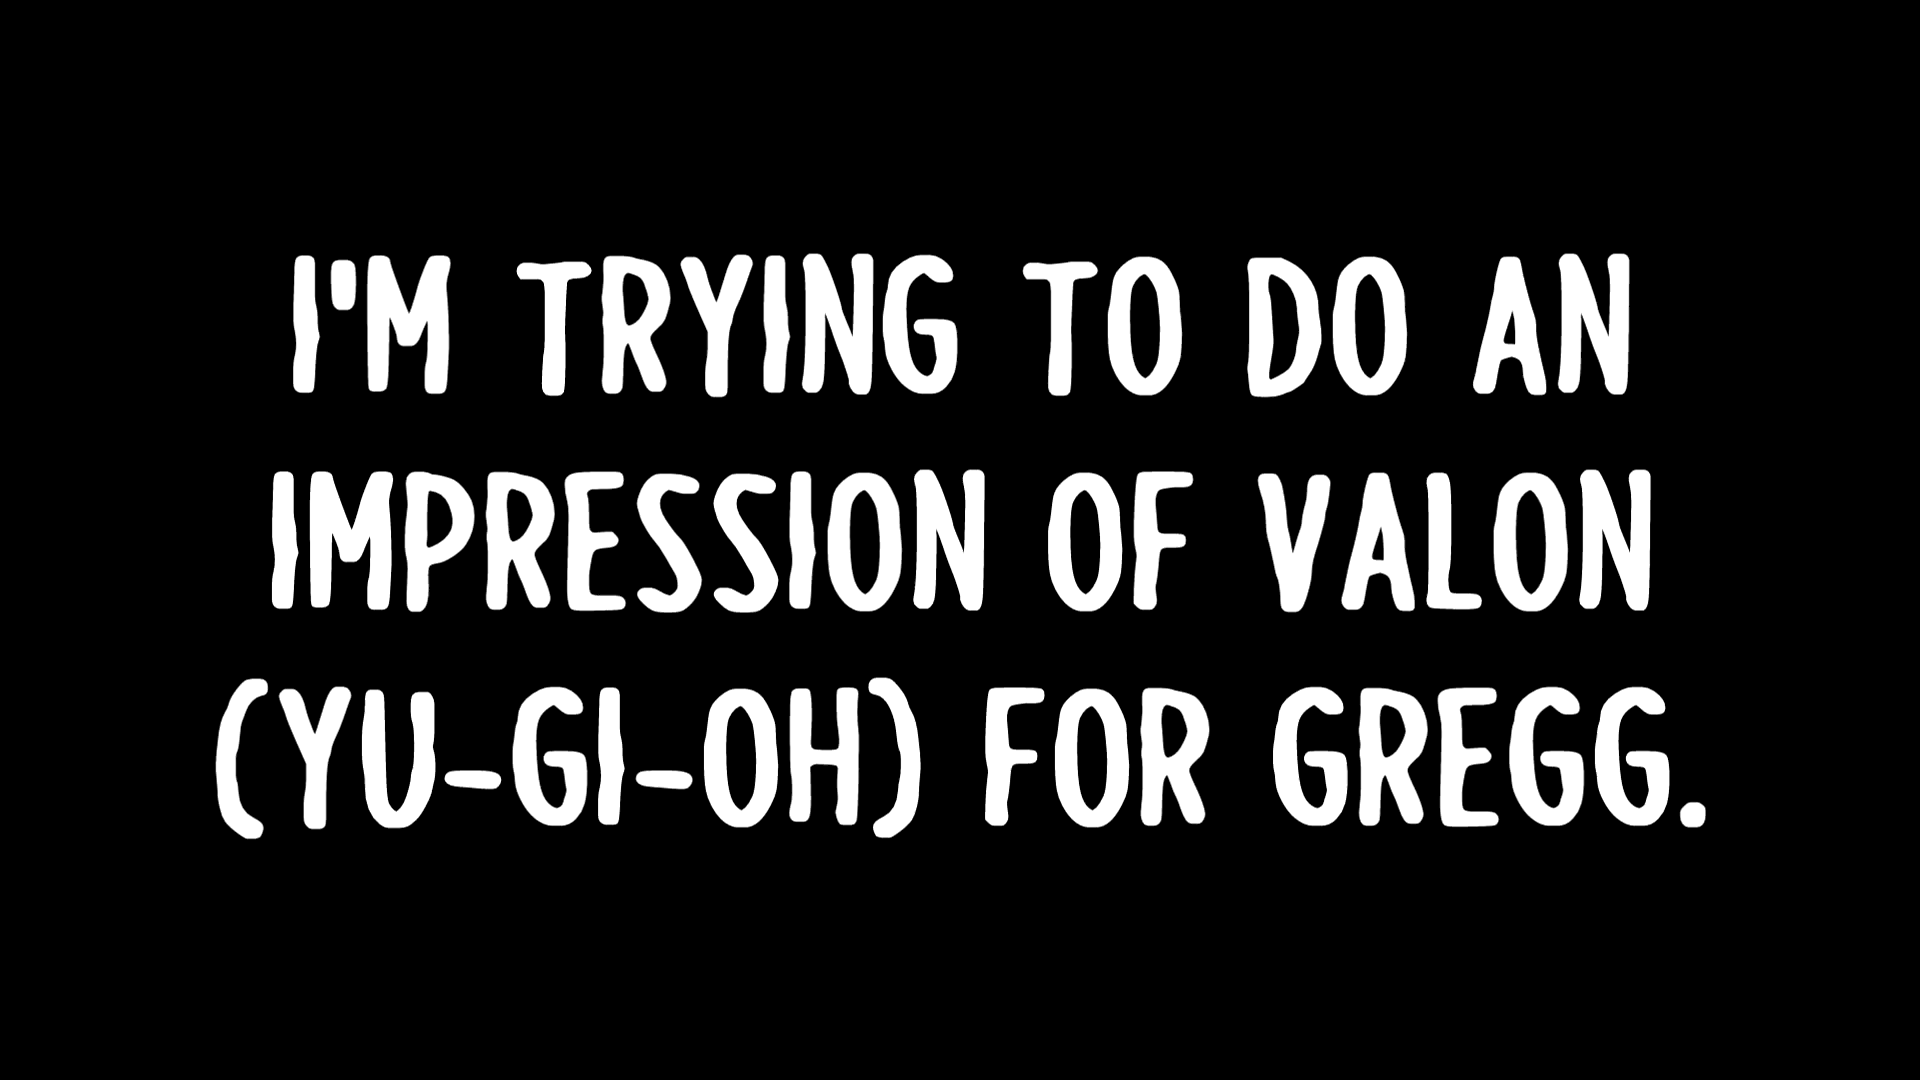 I'M TRYING TO DO AN
IMPRESSION OF VALON
(YU-GI-OH) FOR GREGG.